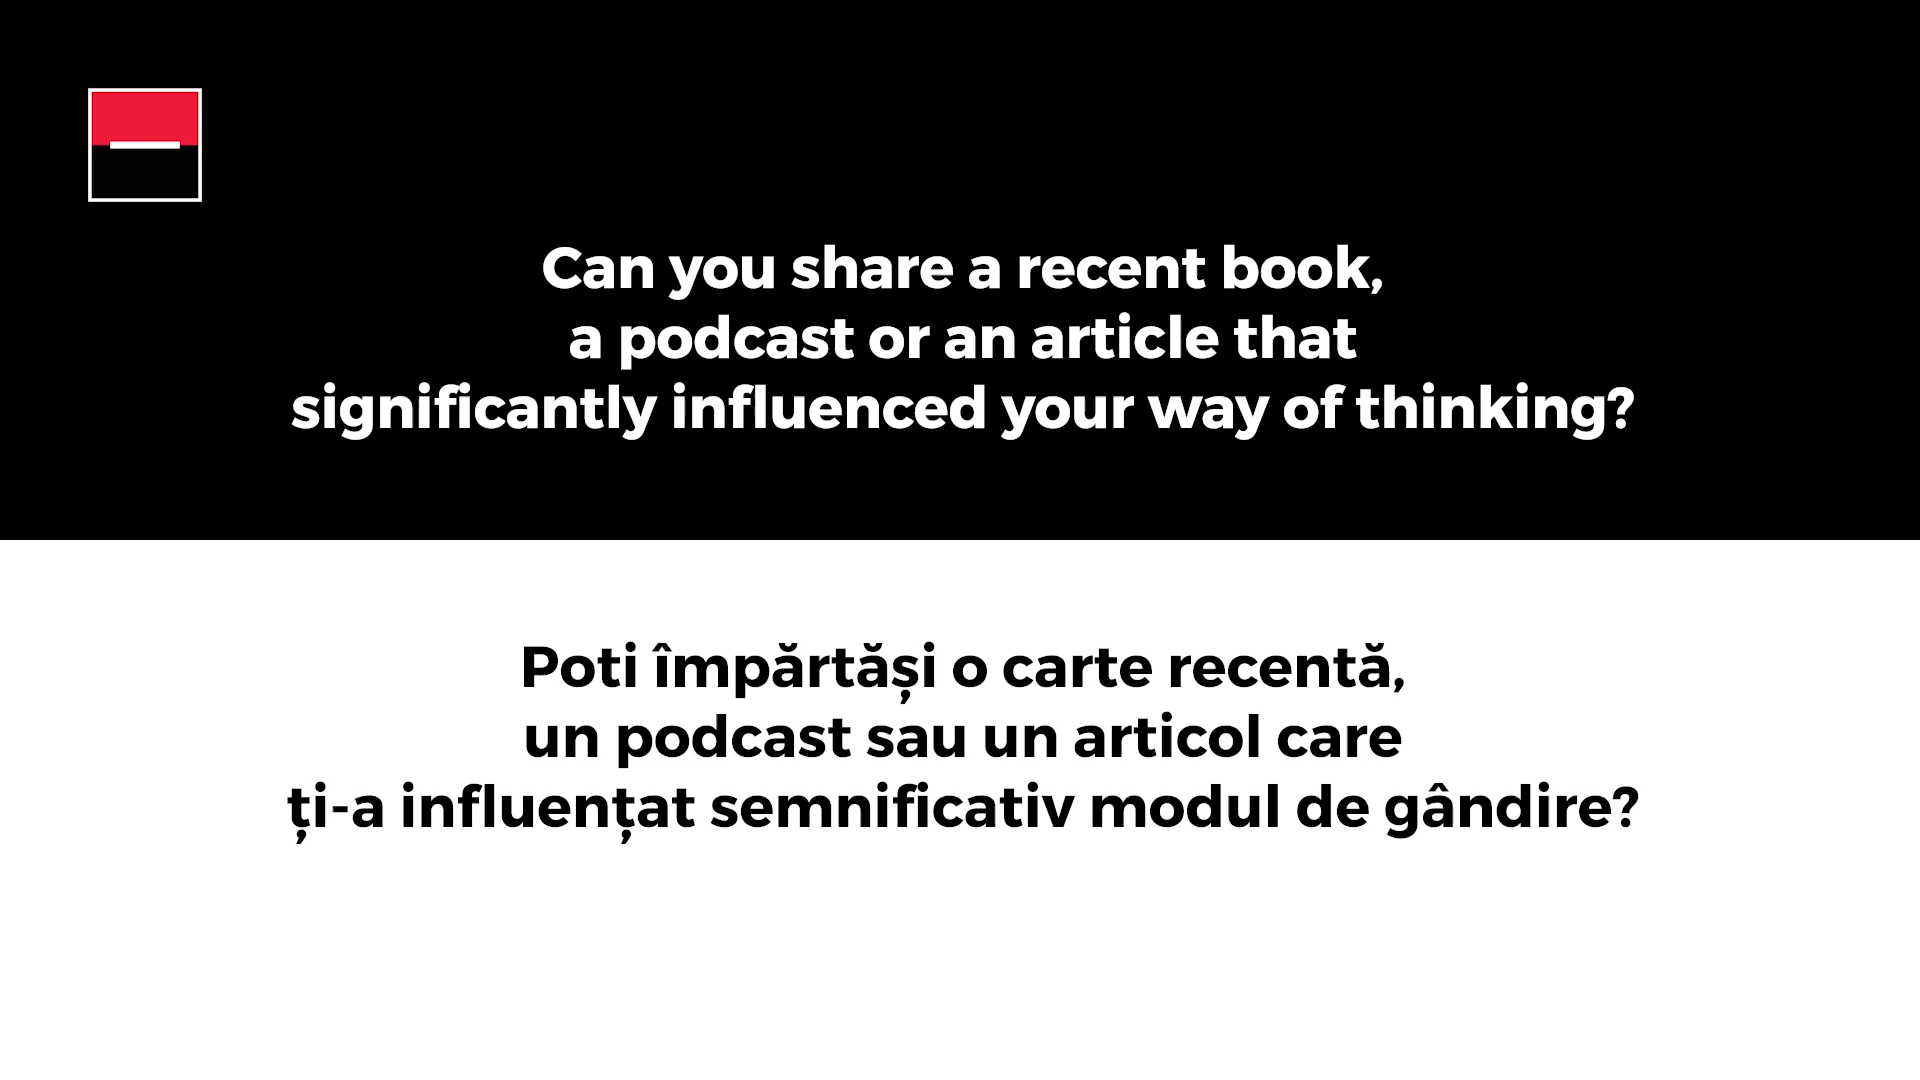 Can you share a recent book,
a podcast or an article that
significantly influenced your way of thinking?
Poti împărtăși o carte recentă,
un podcast sau un articol care
ți-a influențat semnificativ modul de gândire?